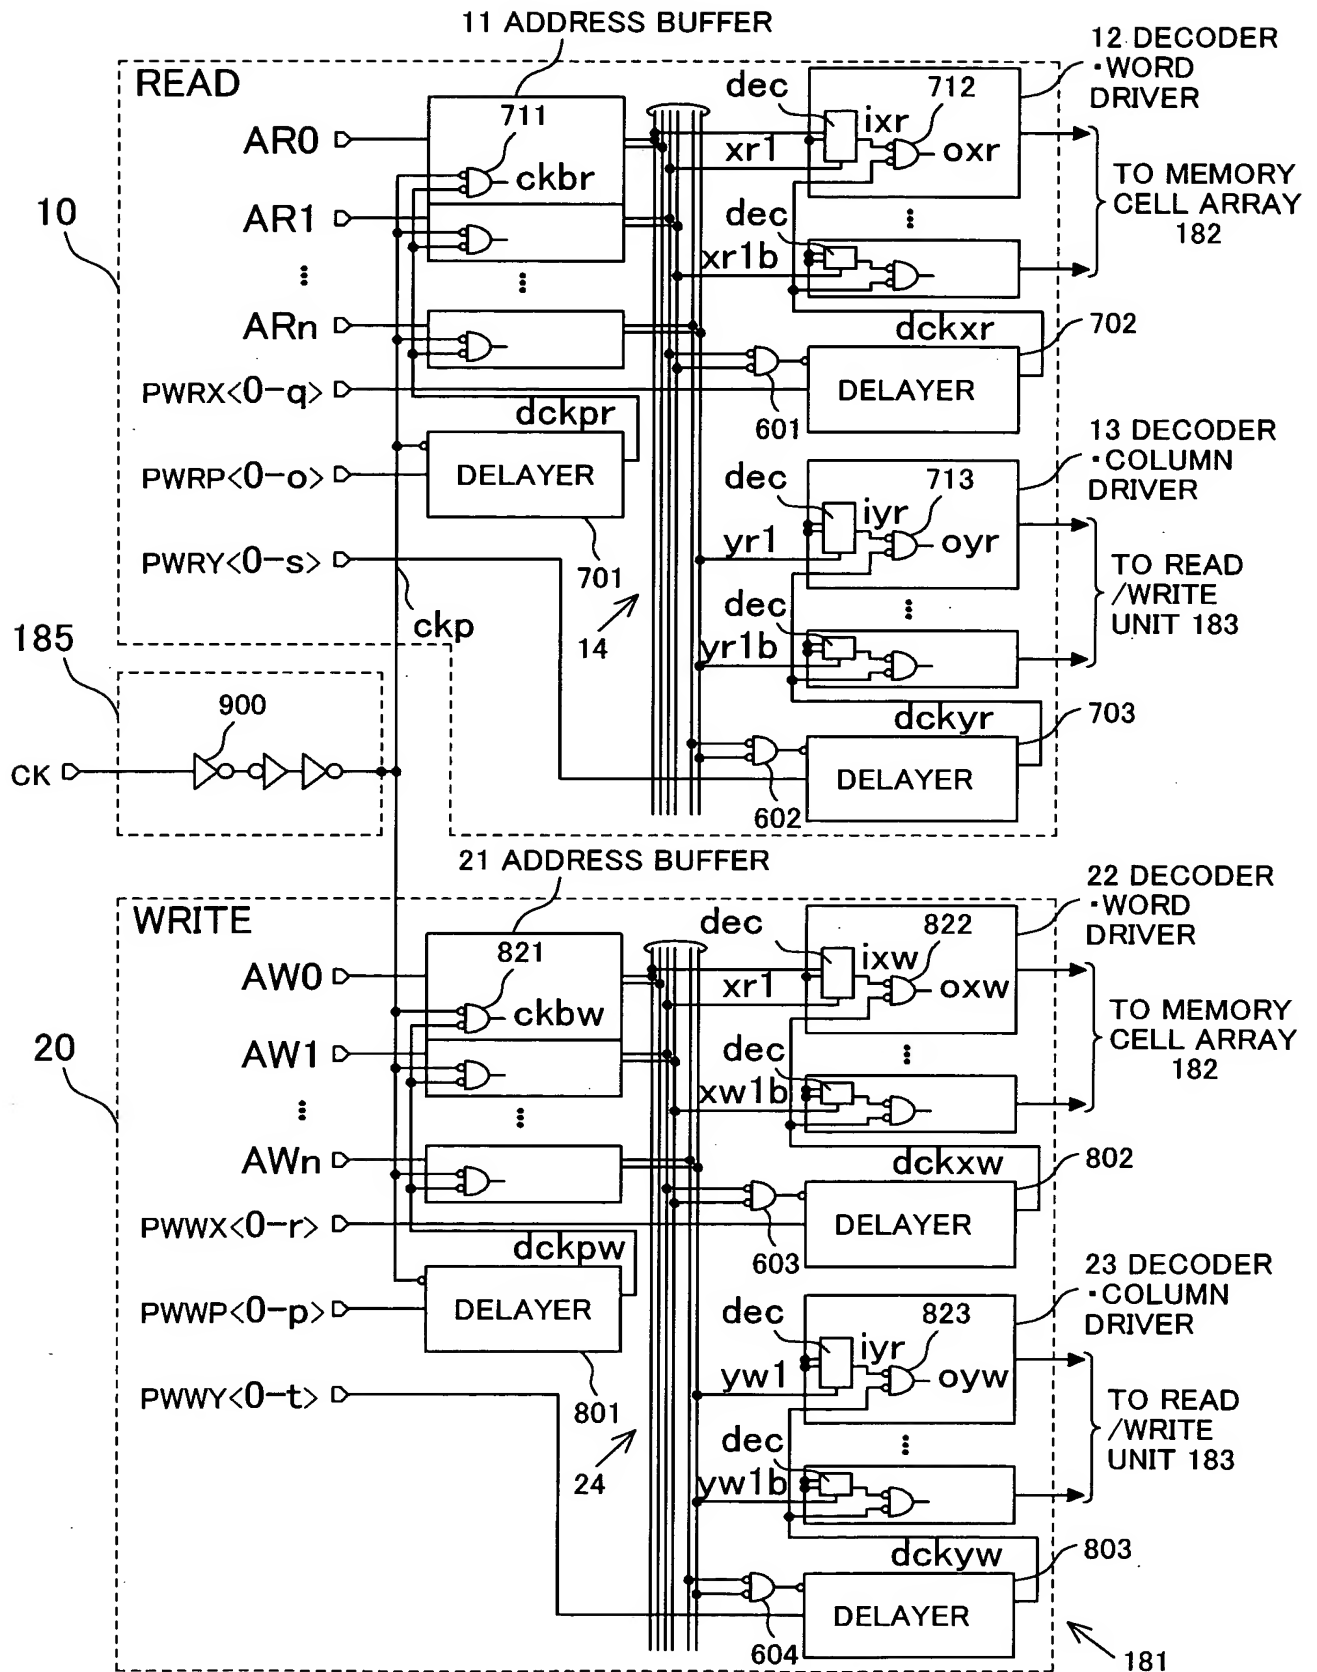 11 ADDRESS BUFFER
12 DECODER
・WORD
DRIVER
READ
dec
712
711
ixr
AR0
xr1
oxr
ckbr
TO MEMORY
CELL ARRAY
182
10
AR1
dec
xr1b
ARn
dckxr
702
PWRX<0-q>
DELAYER
dckpr
601
13 DECODER
・COLUMN
DRIVER
PWRP<0-o>
DELAYER
dec
713
iyr
yr1
oyr
PWRY<0-s>
701
TO READ
/WRITE
UNIT 183
dec
ckp
14
yr1b
185
900
dckyr
703
CK
DELAYER
602
21 ADDRESS BUFFER
22 DECODER
・WORD
DRIVER
WRITE
dec
822
821
ixw
AW0
xr1
oxw
ckbw
TO MEMORY
CELL ARRAY
182
20
AW1
dec
xw1b
AWn
dckxw
802
PWWX<0-r>
DELAYER
dckpw
603
23 DECODER
・COLUMN
DRIVER
PWWP<0-p>
DELAYER
dec
823
iyr
yw1
oyw
PWWY<0-t>
801
TO READ
/WRITE
UNIT 183
dec
24
yw1b
dckyw
803
DELAYER
604
181